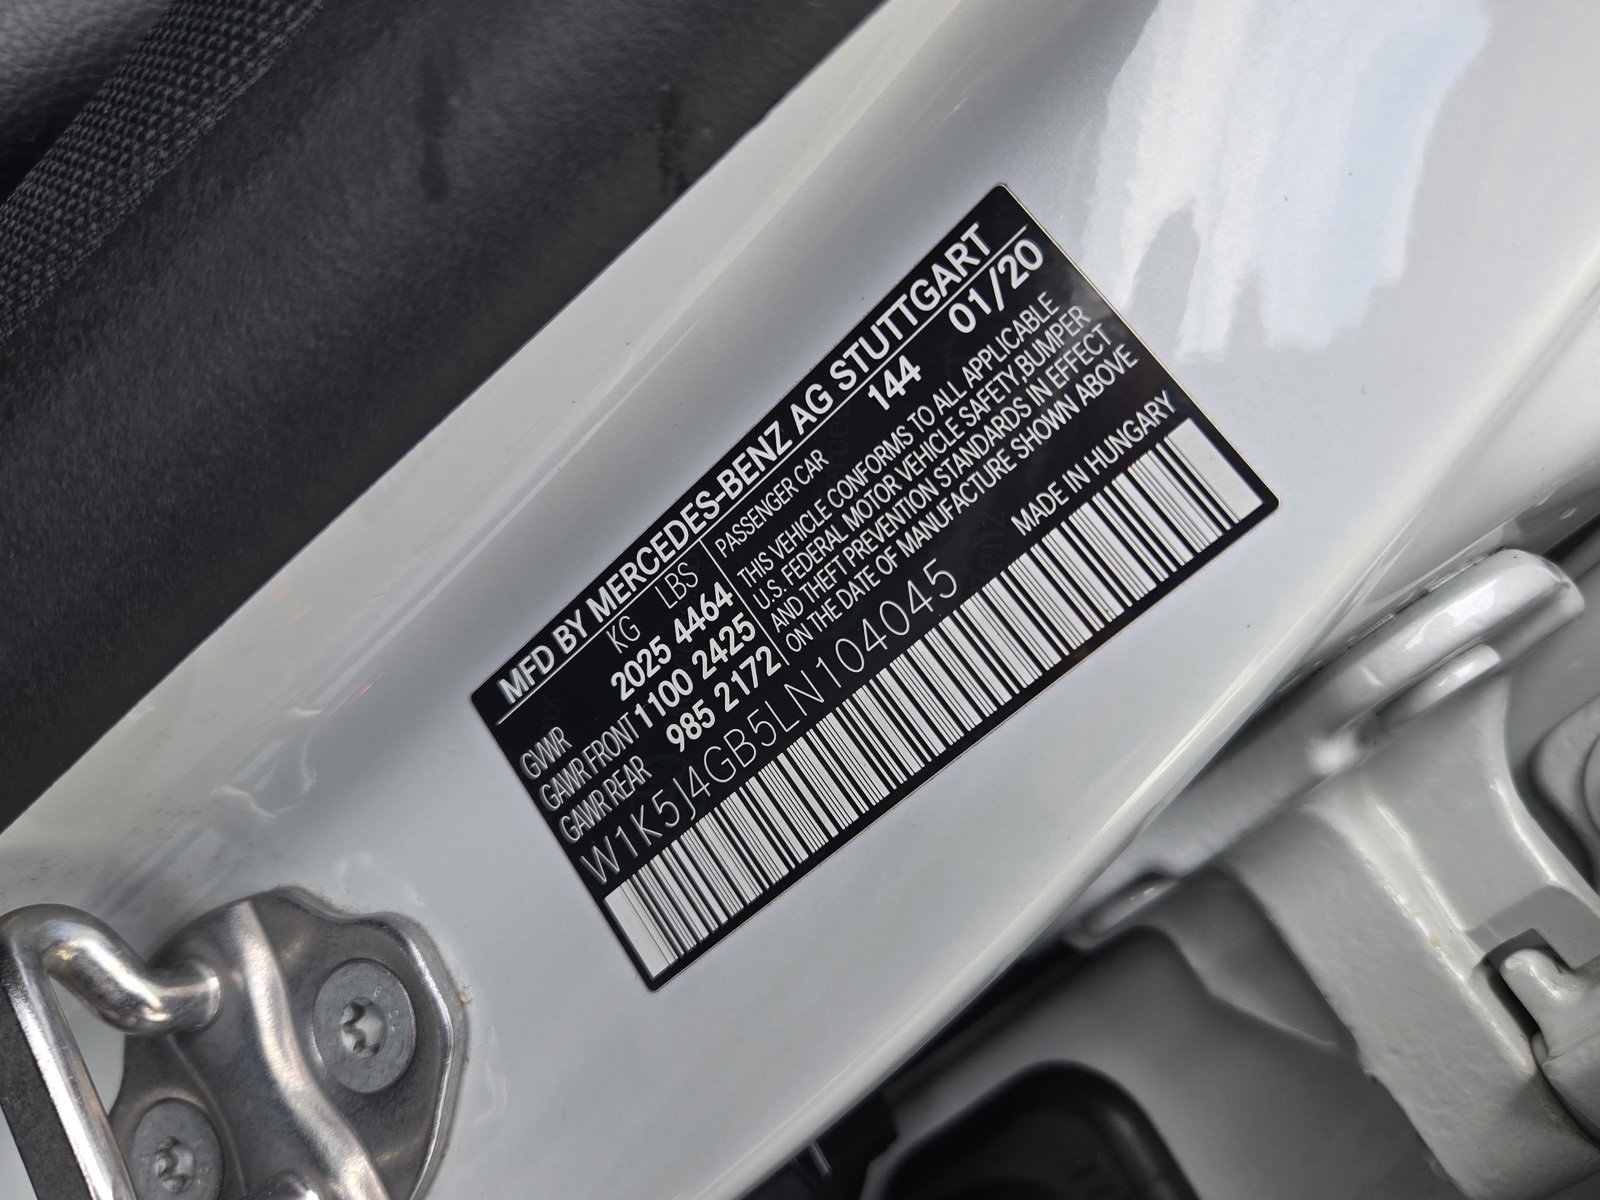 MFD BY MERCEDES-BENZ AG STUTTGART
144 01/20
KG LBS
GVWR 2025 4464
GAWR FRONT 1100 2425
GAWR REAR 985 2172
PASSENGER CAR
THIS VEHICLE CONFORMS TO ALL APPLICABLE
U.S. FEDERAL MOTOR VEHICLE SAFETY,BUMPER
AND THEFT PREVENTION STANDARDS IN EFFECT
ON THE DATE OF MANUFACTURE SHOWN ABOVE
MADE IN HUNGARY
W1K5J4GB5LN104045